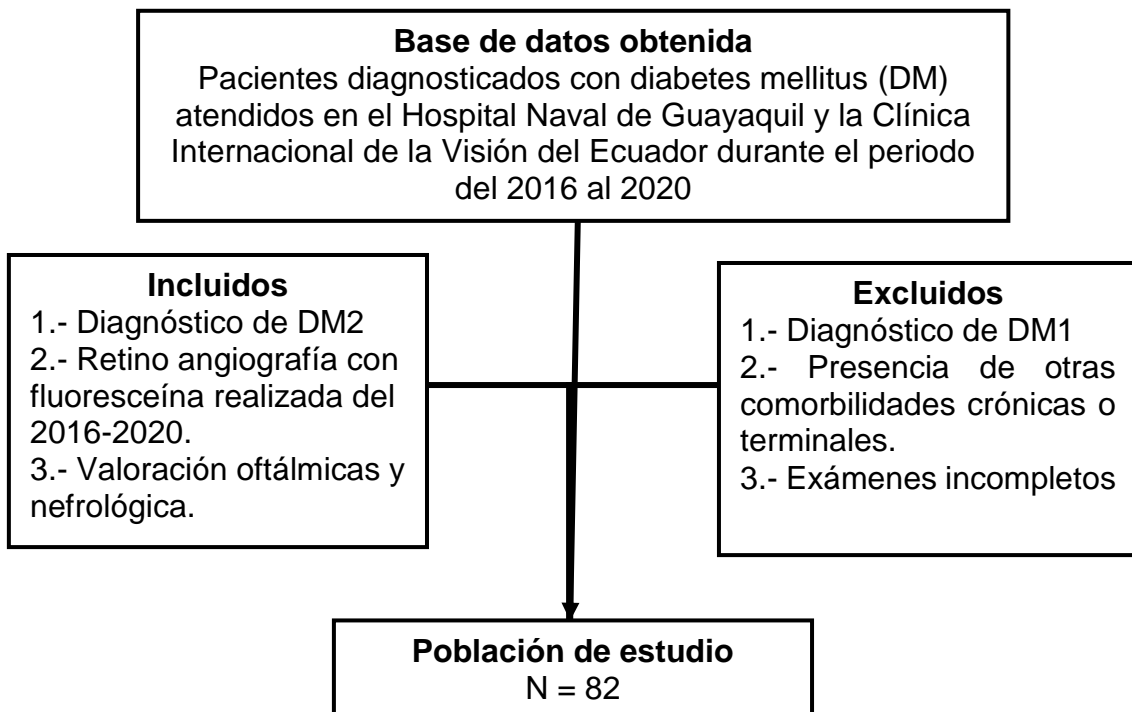 Base de datos obtenida
Pacientes diagnosticados con diabetes mellitus (DM)
atendidos en el Hospital Naval de Guayaquil y la Clínica
Internacional de la Visión del Ecuador durante el periodo
del 2016 al 2020
Incluidos
1.- Diagnóstico de DM2
2.- Retino angiografía con
fluoresceína realizada del
2016-2020.
3.- Valoración oftálmicas y
nefrológica.
Excluidos
1.- Diagnóstico de DM1
2.- Presencia de otras
comorbilidades crónicas o
terminales.
3.- Exámenes incompletos
Población de estudio
N = 82